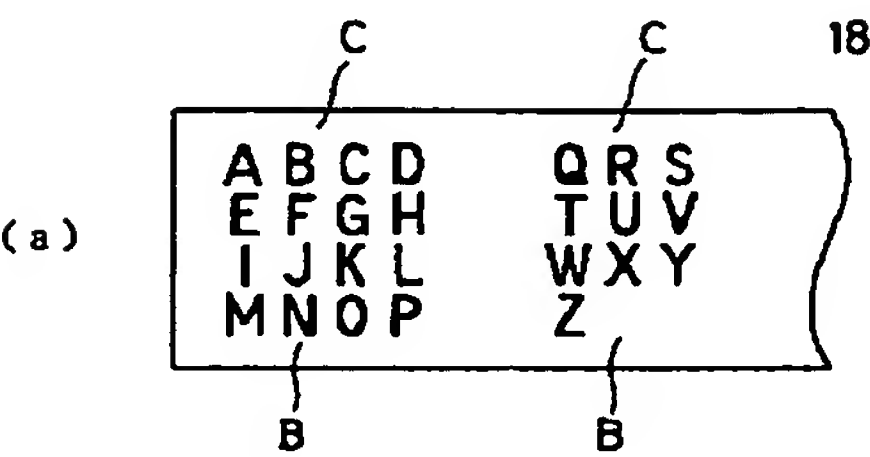 C C 18
A B C D Q R S
E F G H T U V
(a)
I J K L W X Y
M N O P Z
B B